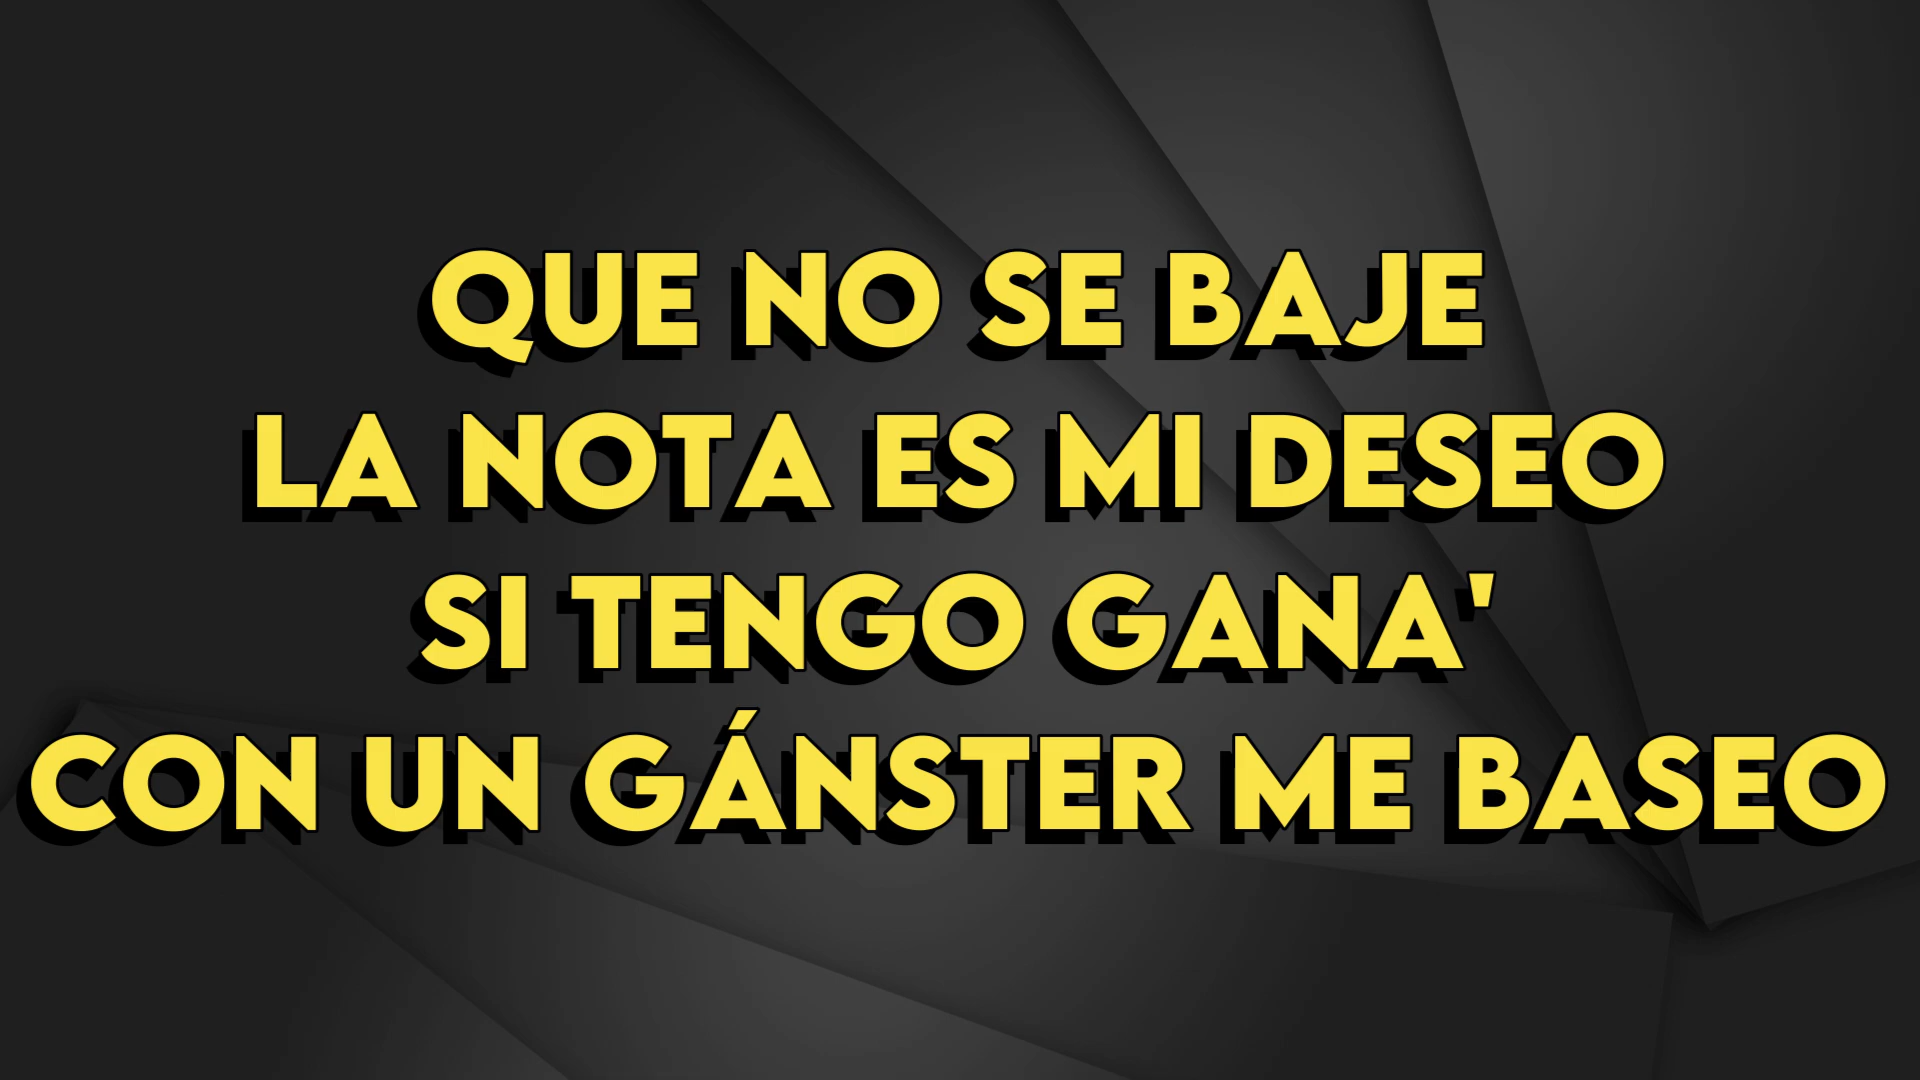 QUE NO SE BAJE
LA NOTA ES MI DESEO
SI TENGO GANA'
CON UN GÁNSTER ME BASEO